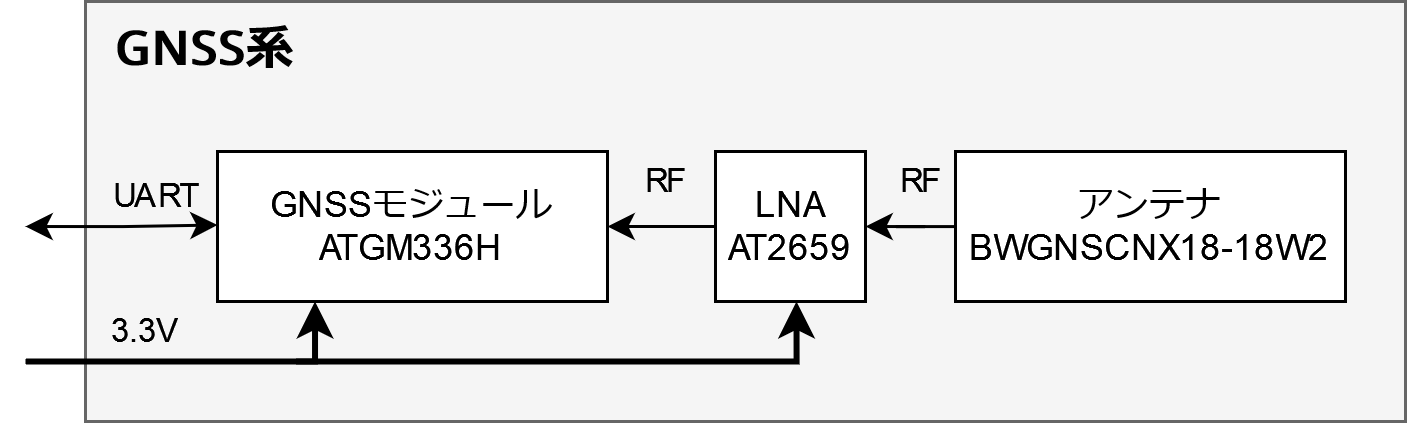 GNSS系
UART
GNSSモジュール
ATGM336H
RF
LNA
AT2659
RF
アンテナ
BWGNSCNX18-18W2
3.3V